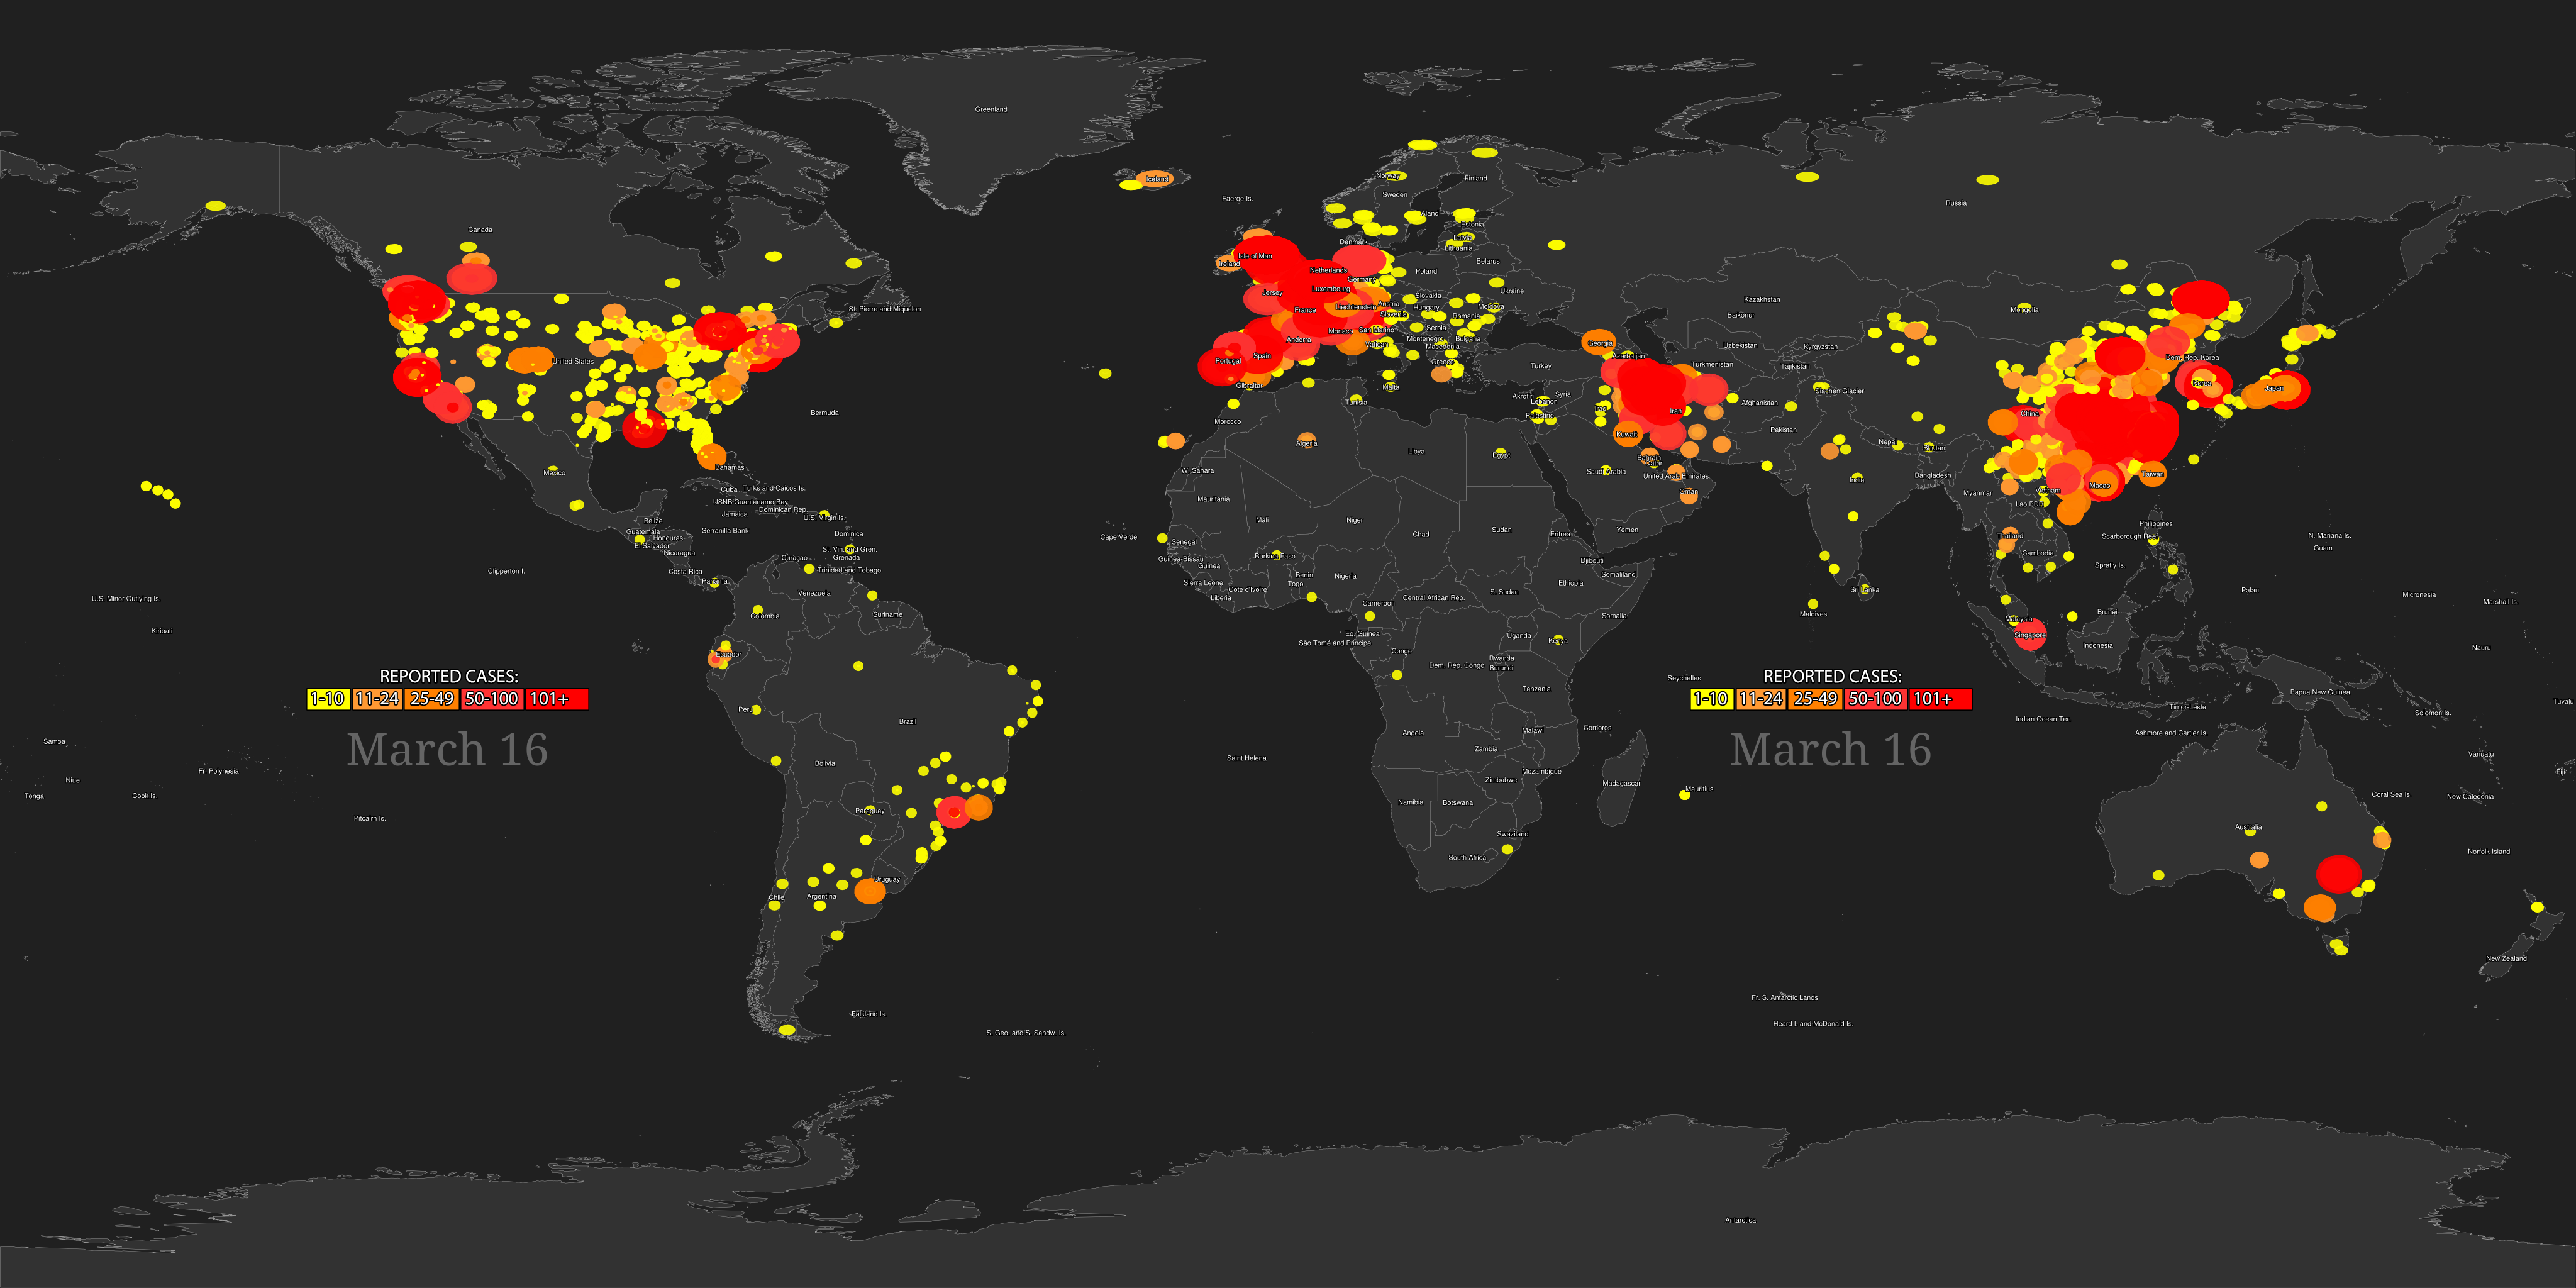 Greenland
Iceland
Norway
Finland
Sweden
Russia
Faeroe Is.
Aland
Estonia
Canada
Latvia
Denmark
Lithuania
Isle of Man
Ireland
Belarus
Netherlands
Poland
Germany
Luxembourg
Jersey
Ukraine
Slovakia
Kazakhstan
Austria
Liechtenstein
Hungary
Moldova
Mongolia
St. Pierre and Miquelon
France
Slovenia
Romania
Baikonur
Serbia
Monaco
San Marino
Montenegro
Bulgaria
Andorra
Vatican
Macedonia
Georgia
Uzbekistan
Kyrgyzstan
United States
Portugal
Spain
Azerbaijan
Dem. Rep. Korea
Greece
Turkey
Turkmenistan
Tajikistan
Gibraltar
Malta
Korea
Japan
Siachen Glacier
Akrotiri
Syria
Lebanon
Tunisia
Afghanistan
Iraq
Iran
Bermuda
Palestine
China
Morocco
Pakistan
Kuwait
Algeria
Nepal
Bhutan
Libya
Egypt
Bahrain
Qatar
Bahamas
Mexico
W. Sahara
Saudi Arabia
United Arab Emirates
India
Bangladesh
Taiwan
Macao
Cuba
Turks and Caicos Is.
Oman
Myanmar
Vietnam
Mauritania
USNB Guantanamo Bay
Dominican Rep.
Lao PDR
Jamaica
U.S. Virgin Is.
Belize
Mali
Niger
Sudan
Yemen
Philippines
Guatemala
Serranilla Bank
Honduras
Dominica
Cape Verde
Chad
Eritrea
Thailand
Scarborough Reef
N. Mariana Is.
El Salvador
Senegal
Guam
Nicaragua
St. Vin. and Gren.
Grenada
Guinea-Bissau
Burkina Faso
Cambodia
Curaçao
Guinea
Djibouti
Clipperton I.
Costa Rica
Trinidad and Tobago
Benin
Nigeria
Somaliland
Spratly Is.
Panama
Sierra Leone
Togo
Ethiopia
Venezuela
Côte d'Ivoire
S. Sudan
Sri Lanka
Palau
U.S. Minor Outlying Is.
Liberia
Central African Rep.
Micronesia
Marshall Is.
Colombia
Suriname
Cameroon
Maldives
Brunei
Somalia
Malaysia
Kiribati
Eq. Guinea
Uganda
Singapore
São Tomé and Principe
Kenya
Indonesia
Nauru
Ecuador
Congo
Rwanda
Dem. Rep. Congo
Burundi
Seychelles
REPORTED CASES:
1-10 11-24 25-49 50-100 101+
March 16
REPORTED CASES:
1-10 11-24 25-49 50-100 101+
March 16
Tanzania
Papua New Guinea
Tuvalu
Peru
Timor-Leste
Solomon Is.
Brazil
Indian Ocean Ter.
Comoros
Malawi
Angola
Ashmore and Cartier Is.
Samoa
Zambia
Vanuatu
Saint Helena
Bolivia
Fr. Polynesia
Mozambique
Fiji
Niue
Zimbabwe
Madagascar
Mauritius
Tonga
Cook Is.
Namibia
Botswana
Coral Sea Is.
New Caledonia
Paraguay
Pitcairn Is.
Australia
Swaziland
Norfolk Island
South Africa
Uruguay
Chile
Argentina
New Zealand
Fr. S. Antarctic Lands
Falkland Is.
Heard I. and McDonald Is.
S. Geo. and S. Sandw. Is.
Antarctica